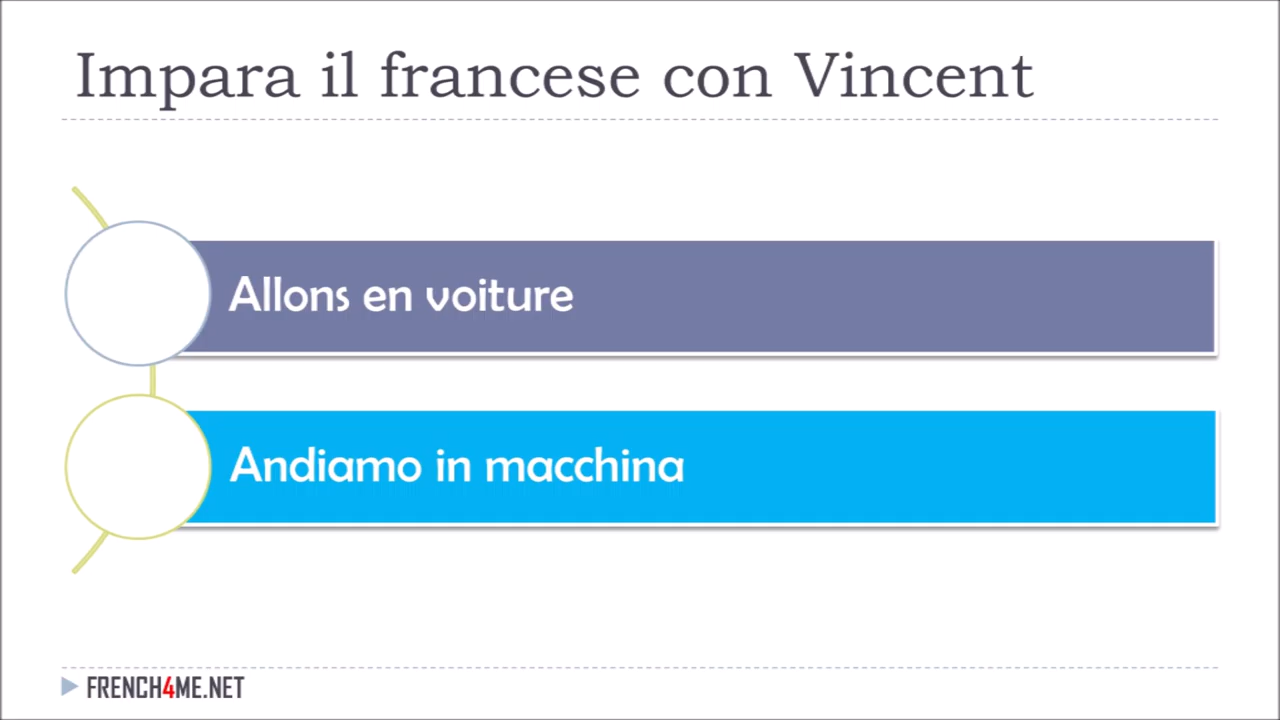 Impara il francese con Vincent
Allons en voiture
Andiamo in macchina
FRENCH4ME.NET